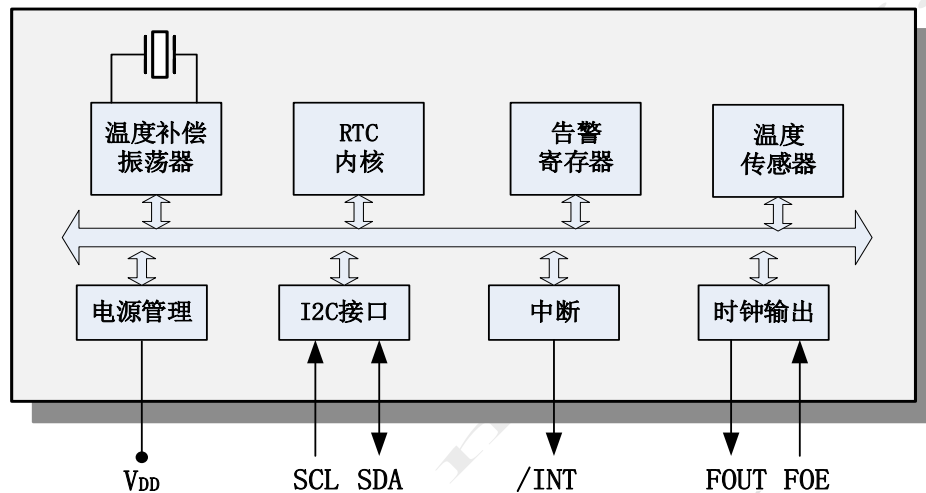 温度补偿
振荡器
RTC
内核
告警
寄存器
温度
传感器
电源管理
I2C接口
中断
时钟输出
VDD
SCL SDA
/INT
FOUT FOE